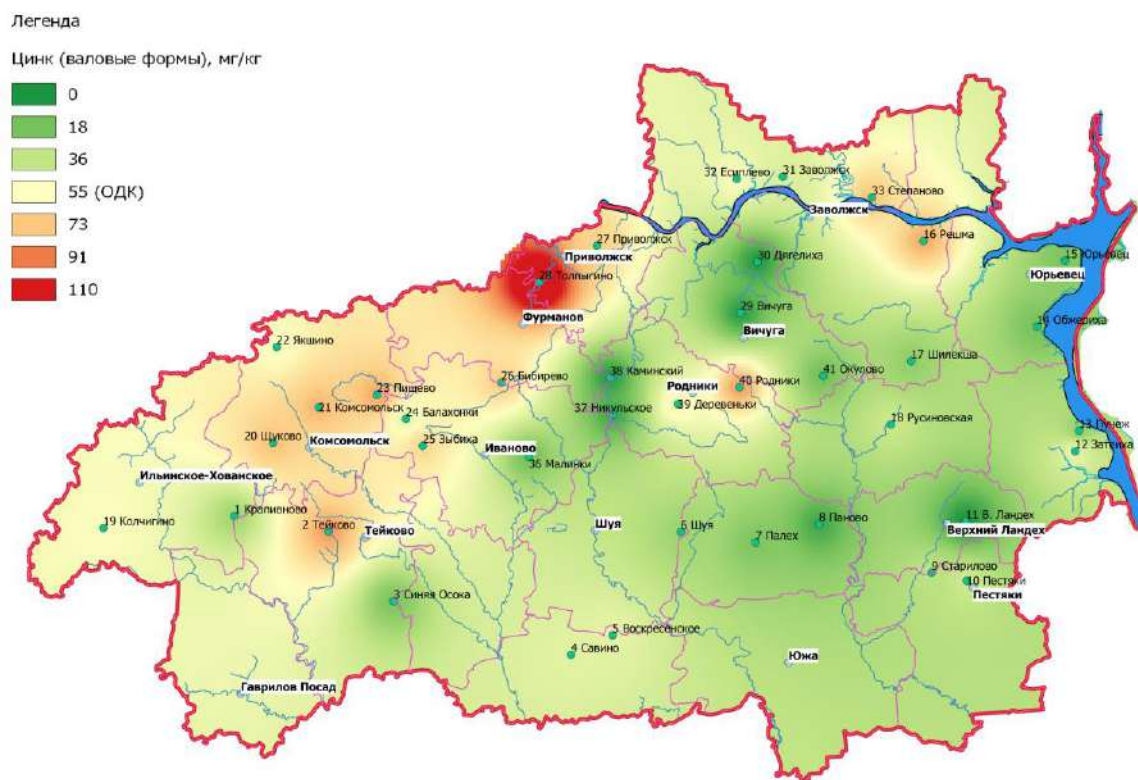 Легенда
Цинк (валовые формы), мг/кг
0
18
36
55 (ОДК)
73
91
110
32 Есиплево
31 Заволжск
33 Степаново
Заволжск
16 Решма
27 Приволжск
Приволжск
30 Дягелиха
15 Юрьевец
Юрьевец
28 Толпыгино
29 Вичуга
Фурманов
14 Обжериха
Вичуга
22 Якшино
17 Шилекша
26 Бибирево
38 Каминский
41 Окулово
23 Пищево
Родники
40 Родники
21 Комсомольск
39 Деревеньки
24 Балахонки
37 Никульское
18 Русиновская
13 Пучеж
20 Щуково
Комсомольск
25 Зыбиха
Иваново
12 Затеиха
35 Малинки
Ильинское-Хованское
1 Крапивново
11 В. Ландех
19 Колчигино
2 Тейково
Тейково
Шуя
6 Шуя
8 Паново
Верхний Ландех
7 Палех
9 Старилово
10 Пестяки
Пестяки
3 Синяя Осока
5 Воскресенское
4 Савино
Южа
Гаврилов Посад